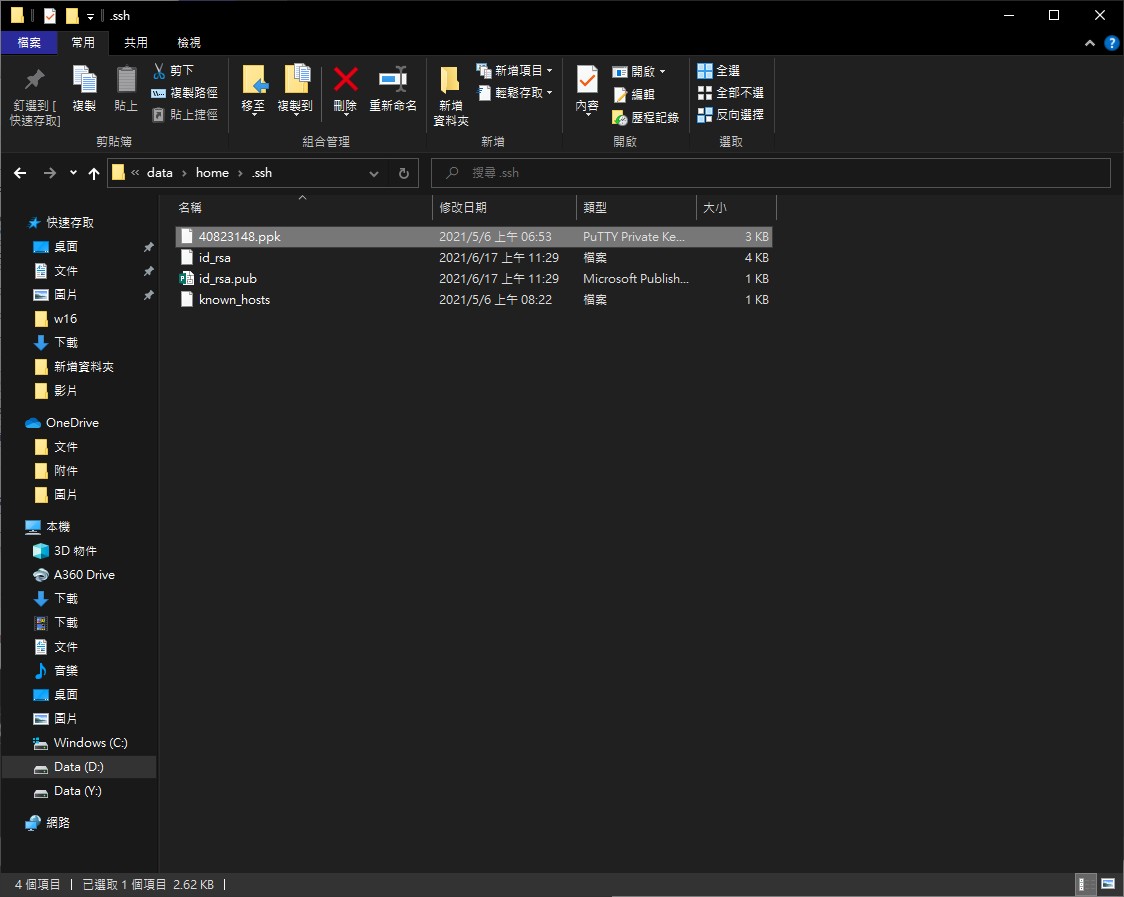 .ssh
檔案 常用 共用 檢視
釘選到 [
快速存取]
複製
貼上
剪下
複製路徑
貼上捷徑
移至
複製到
刪除
重新命名
新增
資料夾
新增項目
輕鬆存取
內容
開啟
編輯
歷程記錄
全選
全部不選
反向選擇
剪貼簿 組合管理 新增 開啟 選取
« data › home › .ssh
搜尋 .ssh
名稱 修改日期 類型 大小
40823148.ppk 2021/5/6 上午 06:53 PuTTY Private Ke... 3 KB
id_rsa 2021/6/17 上午 11:29 檔案 4 KB
id_rsa.pub 2021/6/17 上午 11:29 Microsoft Publish... 1 KB
known_hosts 2021/5/6 上午 08:22 檔案 1 KB
快速存取
桌面
文件
圖片
w16
下載
新增資料夾
影片
OneDrive
文件
附件
圖片
本機
3D 物件
A360 Drive
下載
下載
文件
音樂
桌面
圖片
Windows (C:)
Data (D:)
Data (Y:)
網路
4 個項目 已選取 1 個項目 2.62 KB